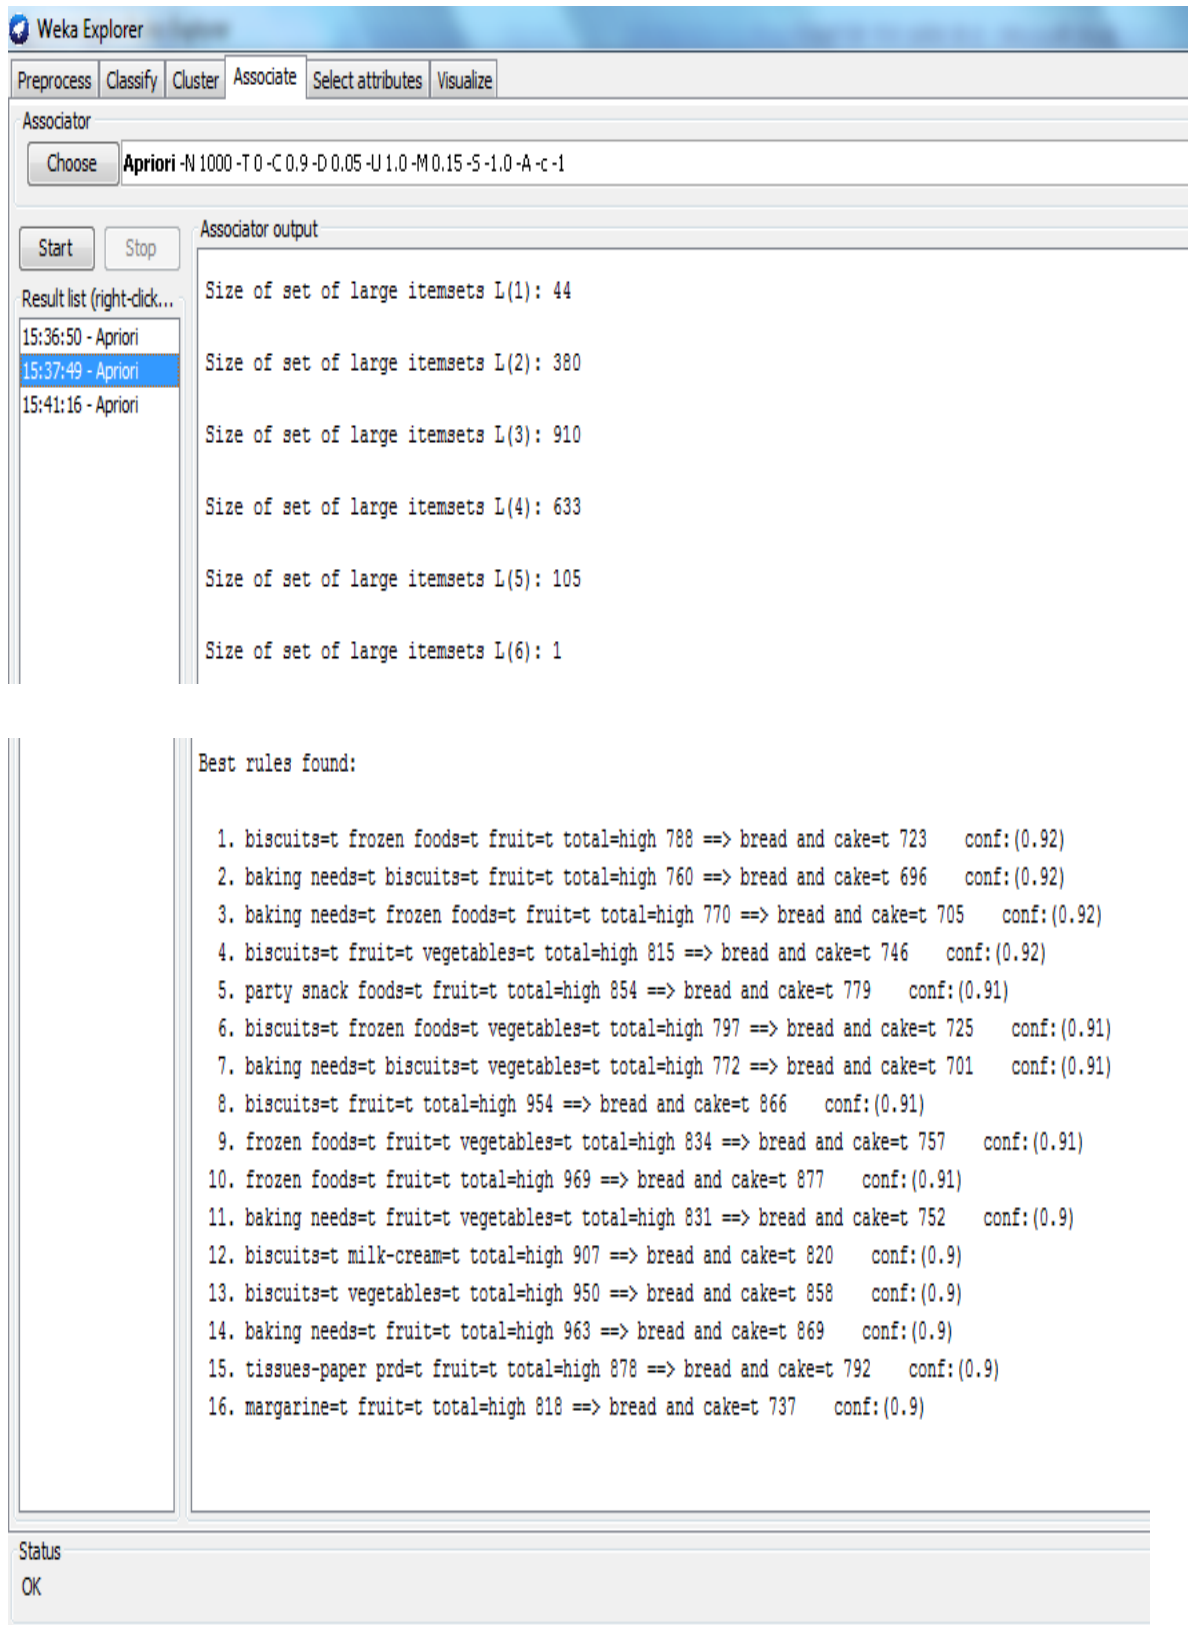 Weka Explorer
Preprocess Classify Cluster Associate Select attributes Visualize
Associator
Choose Apriori -N 1000 -T 0 -C 0.9 -D 0.05 -U 1.0 -M 0.15 -S -1.0 -A -c -1
Start Stop
Associator output
Result list (right-click...
15:36:50 - Apriori
15:37:49 - Apriori
15:41:16 - Apriori
Size of set of large itemsets L(1): 44
Size of set of large itemsets L(2): 380
Size of set of large itemsets L(3): 910
Size of set of large itemsets L(4): 633
Size of set of large itemsets L(5): 105
Size of set of large itemsets L(6): 1
Best rules found:
1. biscuits=t frozen foods=t fruit=t total=high 788 ==> bread and cake=t 723 conf:(0.92)
2. baking needs=t biscuits=t fruit=t total=high 760 ==> bread and cake=t 696 conf:(0.92)
3. baking needs=t frozen foods=t fruit=t total=high 770 ==> bread and cake=t 705 conf:(0.92)
4. biscuits=t fruit=t vegetables=t total=high 815 ==> bread and cake=t 746 conf:(0.92)
5. party snack foods=t fruit=t total=high 854 ==> bread and cake=t 779 conf:(0.91)
6. biscuits=t frozen foods=t vegetables=t total=high 797 ==> bread and cake=t 725 conf:(0.91)
7. baking needs=t biscuits=t vegetables=t total=high 772 ==> bread and cake=t 701 conf:(0.91)
8. biscuits=t fruit=t total=high 954 ==> bread and cake=t 866 conf:(0.91)
9. frozen foods=t fruit=t vegetables=t total=high 834 ==> bread and cake=t 757 conf:(0.91)
10. frozen foods=t fruit=t total=high 969 ==> bread and cake=t 877 conf:(0.91)
11. baking needs=t fruit=t vegetables=t total=high 831 ==> bread and cake=t 752 conf:(0.9)
12. biscuits=t milk-cream=t total=high 907 ==> bread and cake=t 820 conf:(0.9)
13. biscuits=t vegetables=t total=high 950 ==> bread and cake=t 858 conf:(0.9)
14. baking needs=t fruit=t total=high 963 ==> bread and cake=t 869 conf:(0.9)
15. tissues-paper prd=t fruit=t total=high 878 ==> bread and cake=t 792 conf:(0.9)
16. margarine=t fruit=t total=high 818 ==> bread and cake=t 737 conf:(0.9)
Status
OK